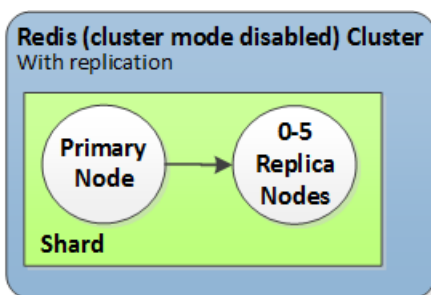 Redis (cluster mode disabled) Cluster
With replication
Primary
Node
0-5
Replica
Nodes
Shard